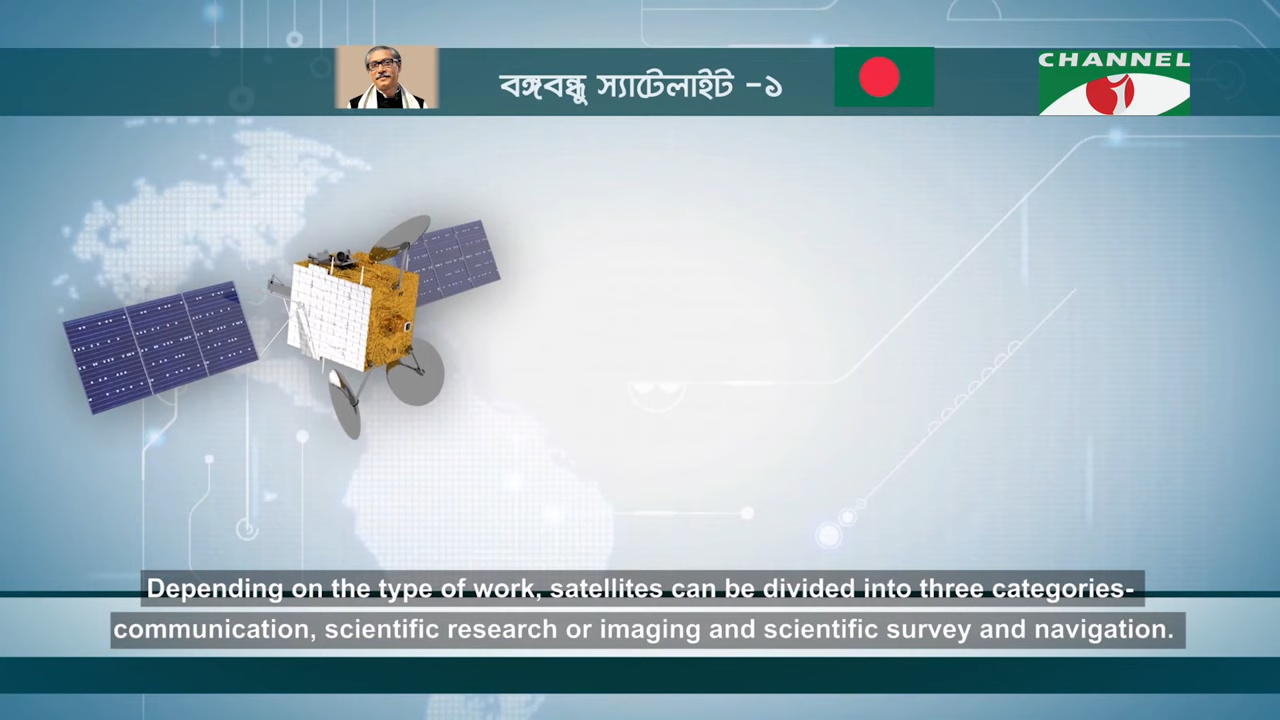 বঙ্গবন্ধু স্যাটেলাইট -১
CHANNEL
i
Depending on the type of work, satellites can be divided into three categories-
communication, scientific research or imaging and scientific survey and navigation.